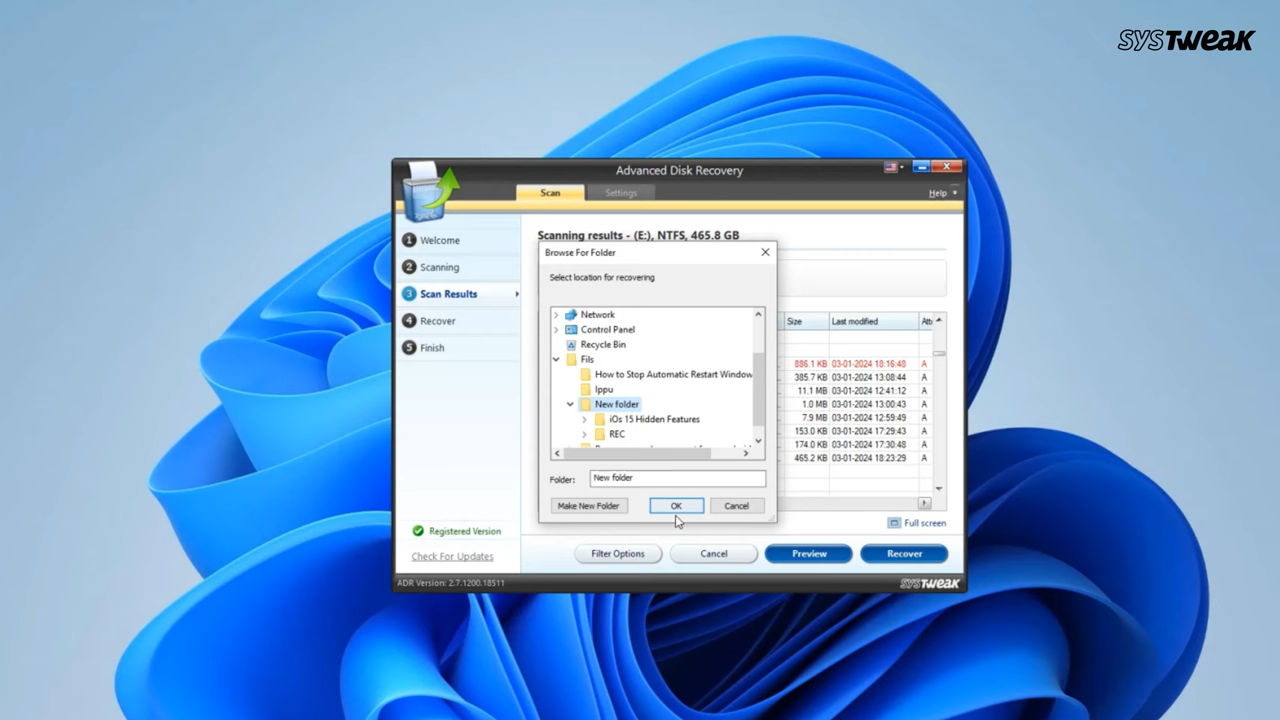 SYSTWEAK
Advanced Disk Recovery
Scan
Settings
Help
1 Welcome
2 Scanning
3 Scan Results
4 Recover
5 Finish
Scanning results - (E:), NTFS, 465.8 GB
Browse For Folder
Select location for recovering
Network
Control Panel
Recycle Bin
Fils
How to Stop Automatic Restart Window
Ippu
New folder
iOs 15 Hidden Features
REC
Folder: New folder
Make New Folder OK Cancel
Size Last modified
886.1 KB 03-01-2024 18:16:48 A
385.7 KB 03-01-2024 13:08:44 A
11.1 MB 03-01-2024 12:41:12 A
1.0 MB 03-01-2024 13:00:43 A
7.9 MB 03-01-2024 12:59:49 A
153.0 KB 03-01-2024 17:29:43 A
174.0 KB 03-01-2024 17:30:48 A
465.2 KB 03-01-2024 18:23:29 A
Full screen
Registered Version
Check For Updates
Filter Options Cancel Preview Recover
ADR Version: 2.7.1200.18511
SYSTWEAK